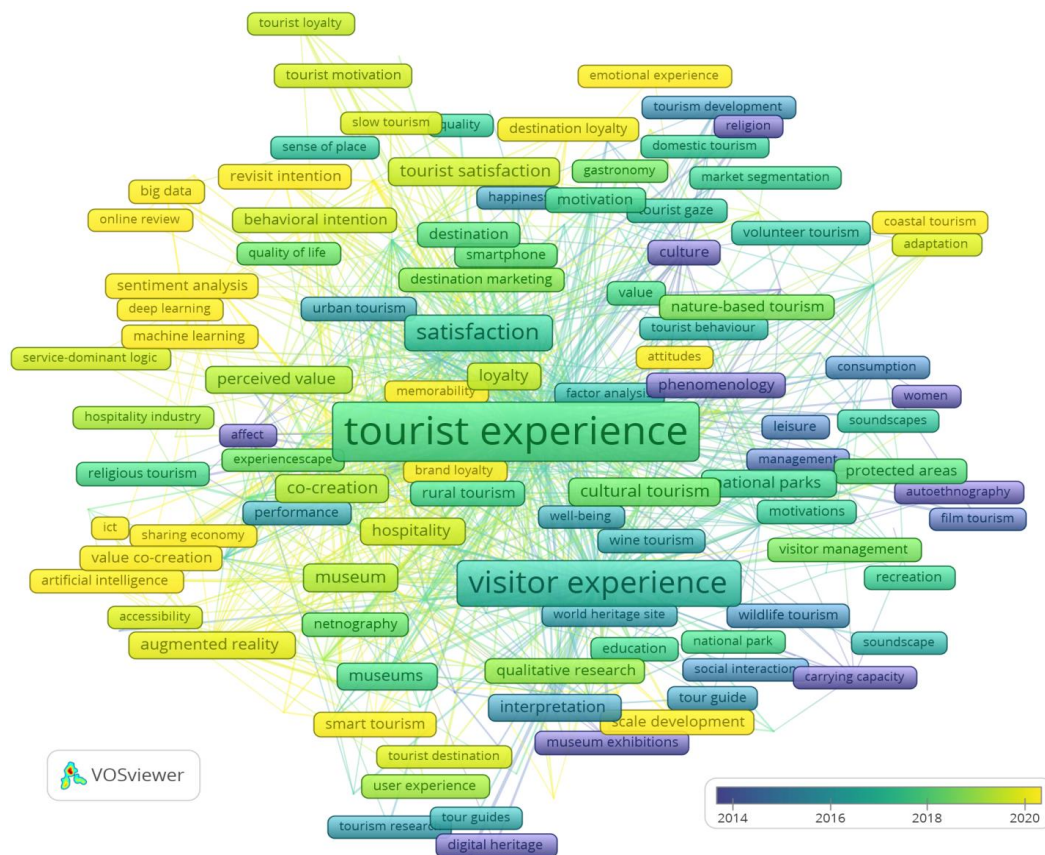 tourist loyalty
tourist motivation
emotional experience
tourism development
slow tourism
quality
destination loyalty
religion
sense of place
domestic tourism
revisit intention
tourist satisfaction
gastronomy
market segmentation
big data
happiness
motivation
online review
behavioral intention
tourist gaze
coastal tourism
destination
volunteer tourism
adaptation
quality of life
smartphone
culture
sentiment analysis
destination marketing
value
deep learning
urban tourism
nature-based tourism
machine learning
satisfaction
tourist behaviour
service-dominant logic
attitudes
consumption
perceived value
loyalty
phenomenology
memorability
factor analysis
women
hospitality industry
tourist experience
leisure
soundscapes
affect
experiencescape
management
religious tourism
brand loyalty
protected areas
co-creation
rural tourism
cultural tourism
national parks
autoethnography
performance
well-being
motivations
film tourism
ict
sharing economy
hospitality
wine tourism
value co-creation
visitor management
artificial intelligence
museum
visitor experience
recreation
accessibility
netnography
world heritage site
wildlife tourism
augmented reality
education
national park
soundscape
museums
qualitative research
social interaction
carrying capacity
interpretation
tour guide
smart tourism
scale development
museum exhibitions
tourist destination
user experience
tourism research
tour guides
digital heritage
VOSviewer
2014 2016 2018 2020